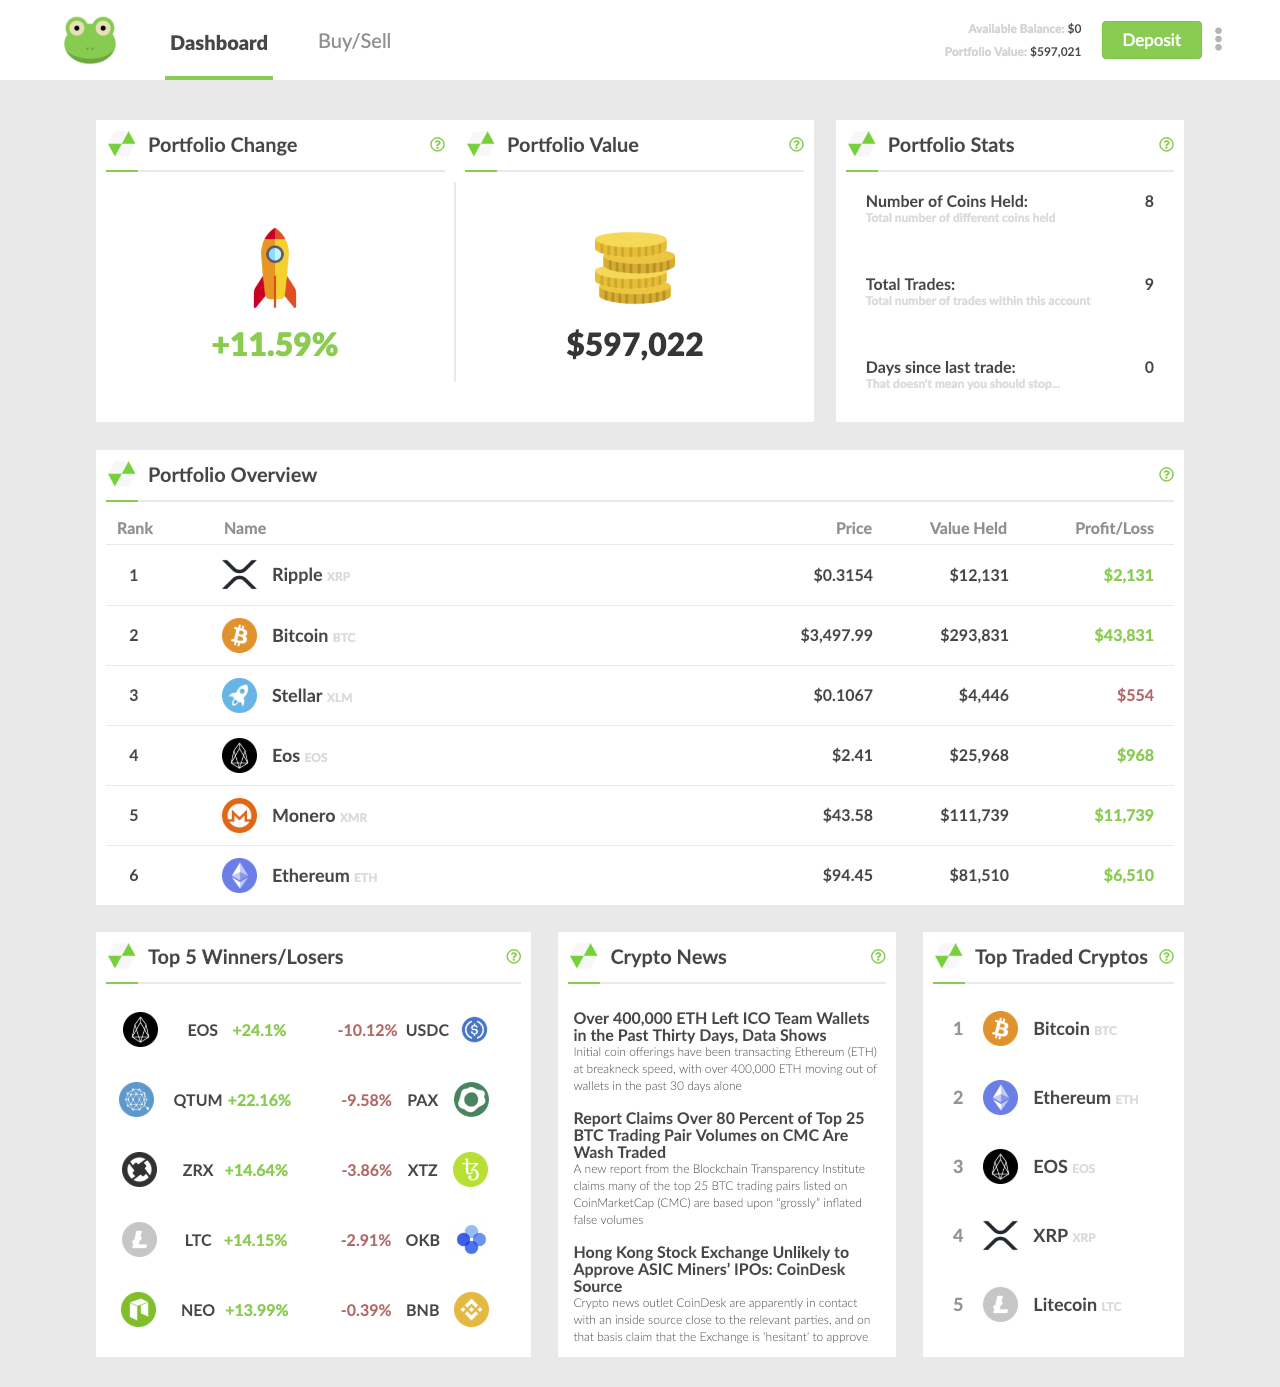 Dashboard
Buy/Sell
Available Balance: $0
Portfolio Value: $597,021
Deposit
Portfolio Change
Portfolio Value
Portfolio Stats
+11.59%
$597,022
Number of Coins Held: 8
Total number of different coins held
Total Trades: 9
Total number of trades within this account
Days since last trade: 0
That doesn't mean you should stop...
Portfolio Overview
Rank Name Price Value Held Profit/Loss
1 Ripple XRP $0.3154 $12,131 $2,131
2 Bitcoin BTC $3,497.99 $293,831 $43,831
3 Stellar XLM $0.1067 $4,446 $554
4 Eos EOS $2.41 $25,968 $968
5 Monero XMR $43.58 $111,739 $11,739
6 Ethereum ETH $94.45 $81,510 $6,510
Top 5 Winners/Losers
EOS +24.1% -10.12% USDC
QTUM +22.16% -9.58% PAX
ZRX +14.64% -3.86% XTZ
LTC +14.15% -2.91% OKB
NEO +13.99% -0.39% BNB
Crypto News
Over 400,000 ETH Left ICO Team Wallets
in the Past Thirty Days, Data Shows
Initial coin offerings have been transacting Ethereum (ETH)
at breakneck speed, with over 400,000 ETH moving out of
wallets in the past 30 days alone
Report Claims Over 80 Percent of Top 25
BTC Trading Pair Volumes on CMC Are
Wash Traded
A new report from the Blockchain Transparency Institute
claims many of the top 25 BTC trading pairs listed on
CoinMarketCap (CMC) are based upon “grossly” inflated
false volumes
Hong Kong Stock Exchange Unlikely to
Approve ASIC Miners’ IPOs: CoinDesk
Source
Crypto news outlet CoinDesk are apparently in contact
with an inside source close to the relevant parties, and on
that basis claim that the Exchange is ‘hesitant’ to approve
Top Traded Cryptos
1 Bitcoin BTC
2 Ethereum ETH
3 EOS EOS
4 XRP XRP
5 Litecoin LTC